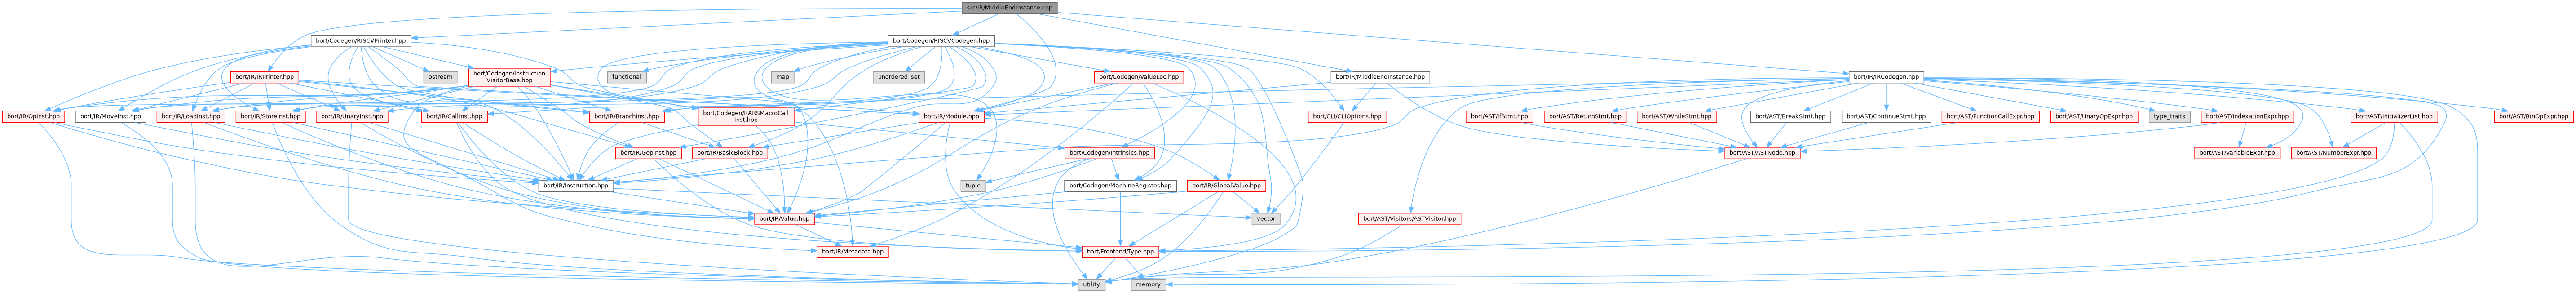 src/IR/MiddleEndInstance.cpp
bort/Codegen/RISCVPrinter.hpp
bort/Codegen/RISCVCodegen.hpp
bort/IR/IRPrinter.hpp
ostream
bort/Codegen/Instruction
VisitorBase.hpp
functional
map
unordered_set
bort/Codegen/ValueLoc.hpp
bort/IR/MiddleEndInstance.hpp
bort/IR/IRCodegen.hpp
bort/IR/OpInst.hpp
bort/IR/MoveInst.hpp
bort/IR/LoadInst.hpp
bort/IR/StoreInst.hpp
bort/IR/UnaryInst.hpp
bort/IR/CallInst.hpp
bort/IR/BranchInst.hpp
bort/Codegen/RARSMacroCall
Inst.hpp
bort/IR/Module.hpp
bort/CLI/CLIOptions.hpp
bort/AST/IfStmt.hpp
bort/AST/ReturnStmt.hpp
bort/AST/WhileStmt.hpp
bort/AST/BreakStmt.hpp
bort/AST/ContinueStmt.hpp
bort/AST/FunctionCallExpr.hpp
bort/AST/UnaryOpExpr.hpp
type_traits
bort/AST/IndexationExpr.hpp
bort/AST/InitializerList.hpp
bort/AST/BinOpExpr.hpp
bort/IR/GepInst.hpp
bort/IR/BasicBlock.hpp
bort/Codegen/Intrinsics.hpp
bort/AST/ASTNode.hpp
bort/AST/VariableExpr.hpp
bort/AST/NumberExpr.hpp
bort/IR/Instruction.hpp
tuple
bort/Codegen/MachineRegister.hpp
bort/IR/GlobalValue.hpp
bort/IR/Value.hpp
vector
bort/AST/Visitors/ASTVisitor.hpp
bort/IR/Metadata.hpp
bort/Frontend/Type.hpp
utility
memory